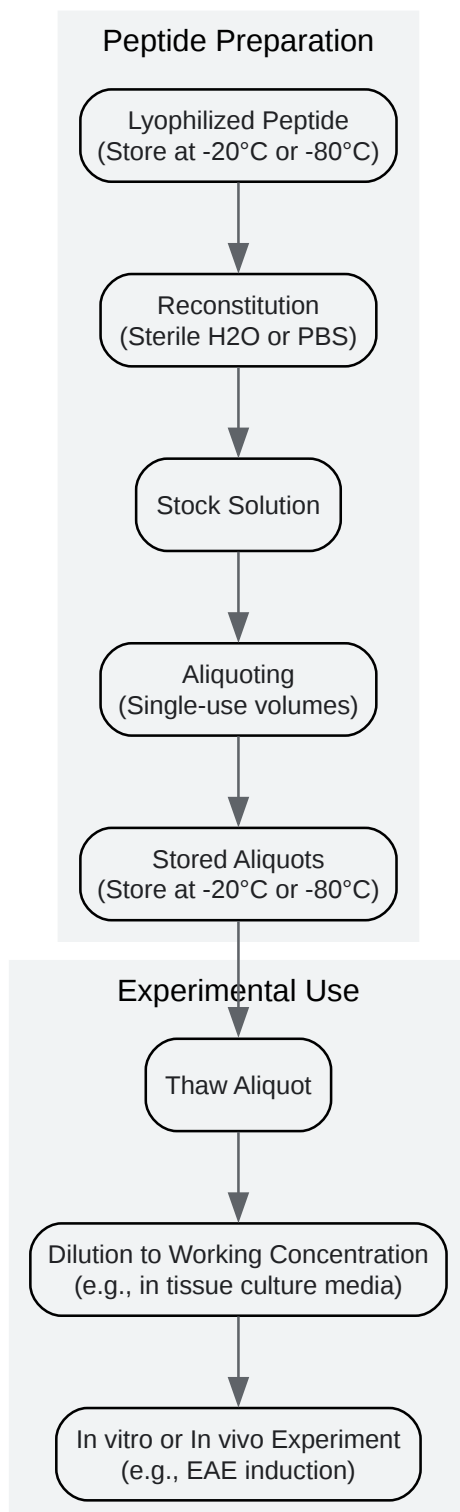 Peptide Preparation
Lyophilized Peptide
(Store at -20°C or -80°C)
Reconstitution
(Sterile H2O or PBS)
Stock Solution
Aliquoting
(Single-use volumes)
Stored Aliquots
(Store at -20°C or -80°C)
Experimental Use
Thaw Aliquot
Dilution to Working Concentration
(e.g., in tissue culture media)
In vitro or In vivo Experiment
(e.g., EAE induction)